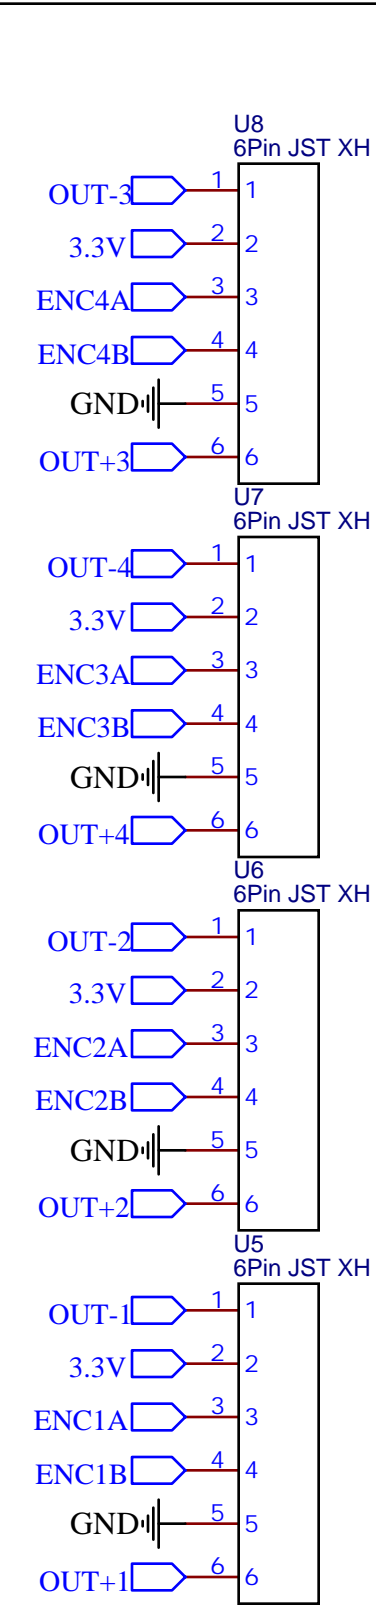 U8
6Pin JST XH
OUT-3 1 1
3.3V 2 2
ENC4A 3 3
ENC4B 4 4
GND 5 5
OUT+3 6 6
U7
6Pin JST XH
OUT-4 1 1
3.3V 2 2
ENC3A 3 3
ENC3B 4 4
GND 5 5
OUT+4 6 6
U6
6Pin JST XH
OUT-2 1 1
3.3V 2 2
ENC2A 3 3
ENC2B 4 4
GND 5 5
OUT+2 6 6
U5
6Pin JST XH
OUT-1 1 1
3.3V 2 2
ENC1A 3 3
ENC1B 4 4
GND 5 5
OUT+1 6 6